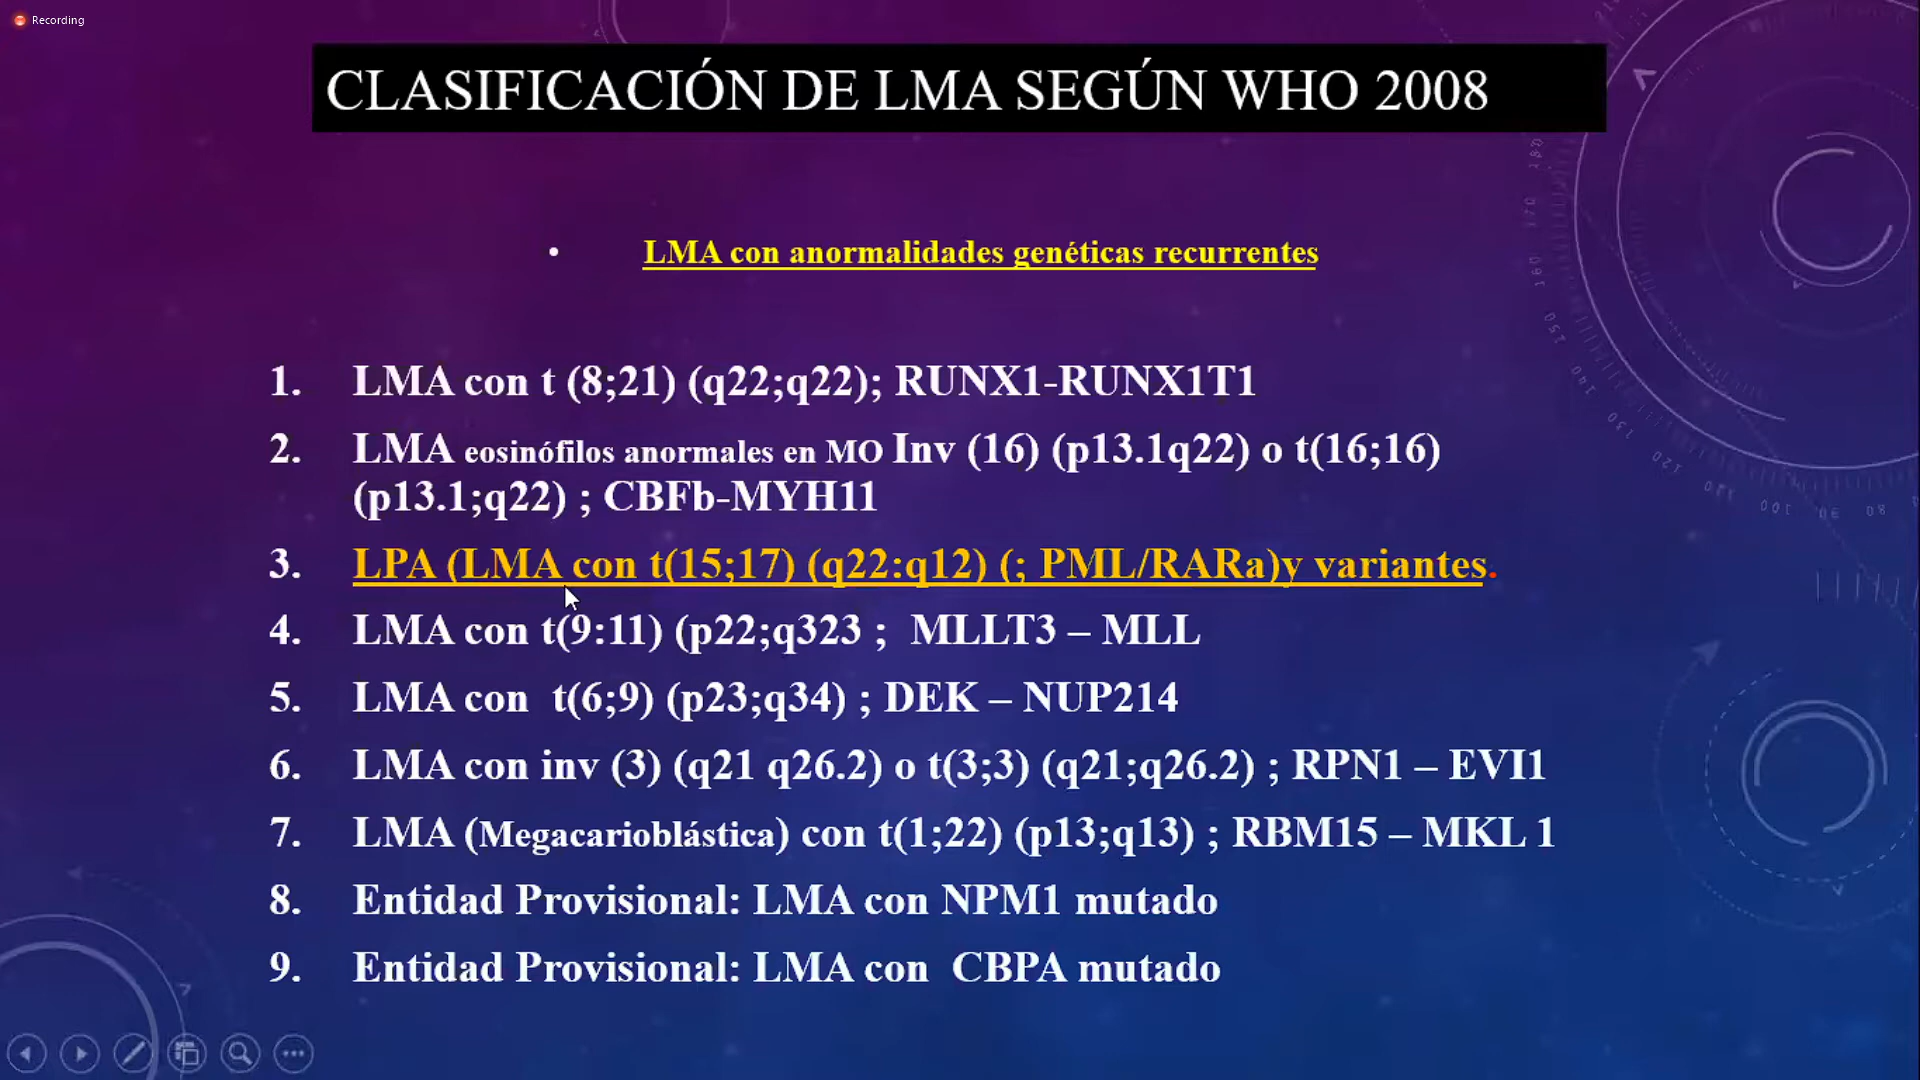 Recording
CLASIFICACIÓN DE LMA SEGÚN WHO 2008
• LMA con anormalidades genéticas recurrentes
1. LMA con t (8;21) (q22;q22); RUNX1-RUNX1T1
2. LMA eosinófilos anormales en MO Inv (16) (p13.1q22) o t(16;16)
(p13.1;q22) ; CBFb-MYH11
3. LPA (LMA con t(15;17) (q22:q12) (; PML/RARa)y variantes.
4. LMA con t(9:11) (p22;q323 ; MLLT3 – MLL
5. LMA con t(6;9) (p23;q34) ; DEK – NUP214
6. LMA con inv (3) (q21 q26.2) o t(3;3) (q21;q26.2) ; RPN1 – EVI1
7. LMA (Megacarioblástica) con t(1;22) (p13;q13) ; RBM15 – MKL 1
8. Entidad Provisional: LMA con NPM1 mutado
9. Entidad Provisional: LMA con CBPA mutado